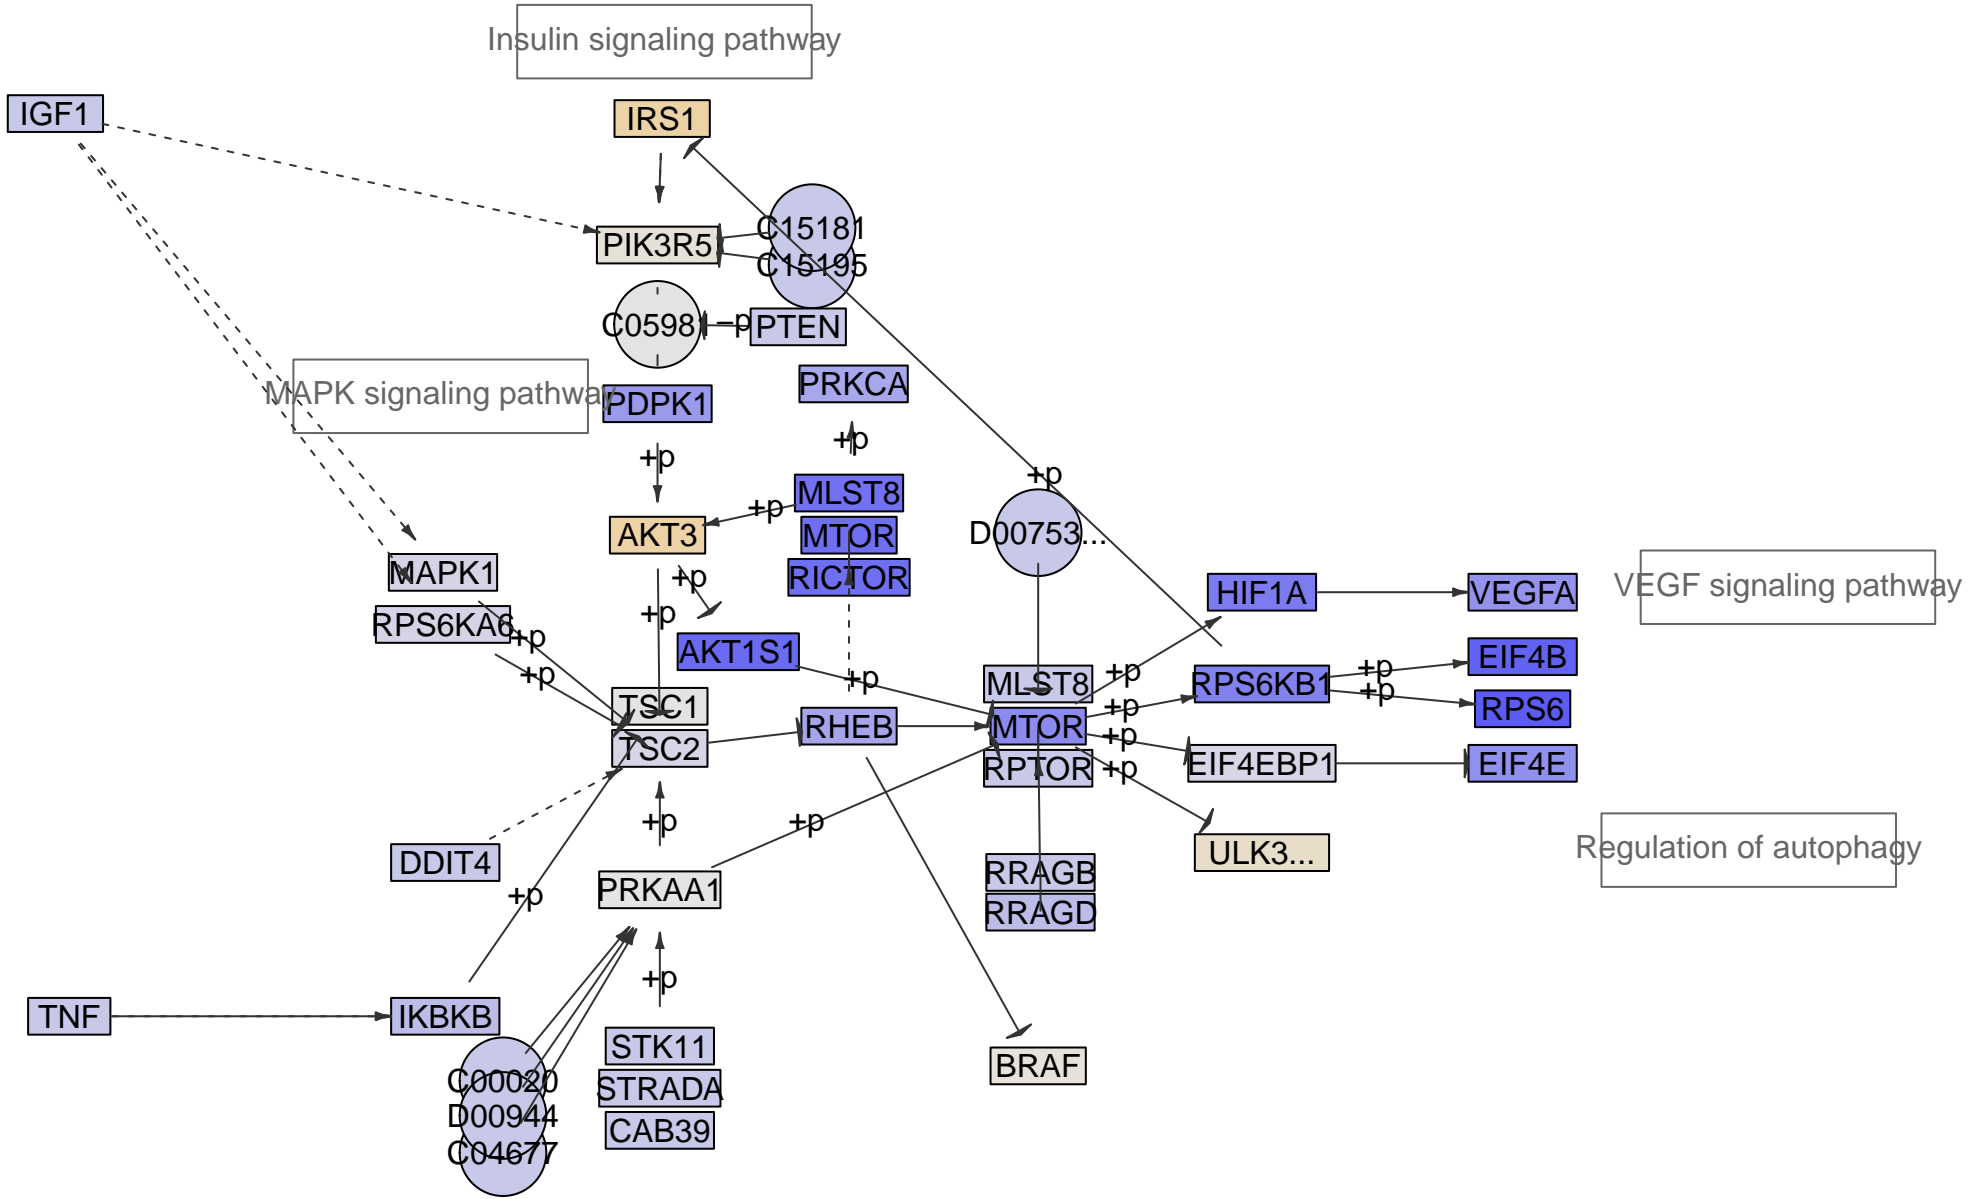 Insulin signaling pathway
IGF1
IRS1
C15181
PIK3R5
C15195
C05981
−p
PTEN
MAPK signaling pathway
PDPK1
PRKCA
+p
+p
+p
MLST8
+p
AKT3
MTOR
D00753...
MAPK1
+p
RICTOR
VEGF signaling pathway
HIF1A
VEGFA
RPS6KA6
+p
+p
AKT1S1
EIF4B
+p
+p
+p
MLST8
+p
RPS6KB1
+p
TSC1
+p
RPS6
RHEB
MTOR
TSC2
+p
RPTOR
+p
EIF4EBP1
EIF4E
+p
+p
DDIT4
ULK3...
Regulation of autophagy
RRAGB
PRKAA1
+p
RRAGD
+p
TNF
IKBKB
STK11
BRAF
C00020
STRADA
D00944
CAB39
C04677